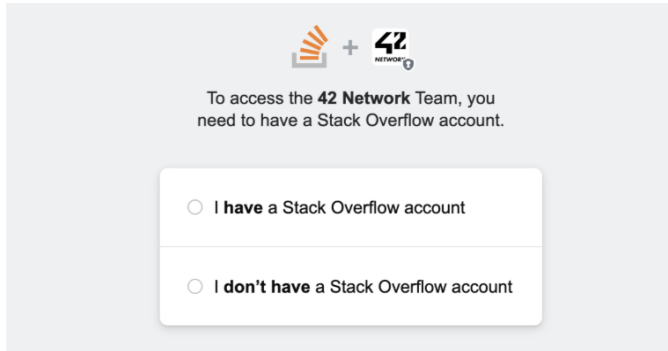 42
NETWORK
To access the 42 Network Team, you
need to have a Stack Overflow account.
I have a Stack Overflow account
I don’t have a Stack Overflow account